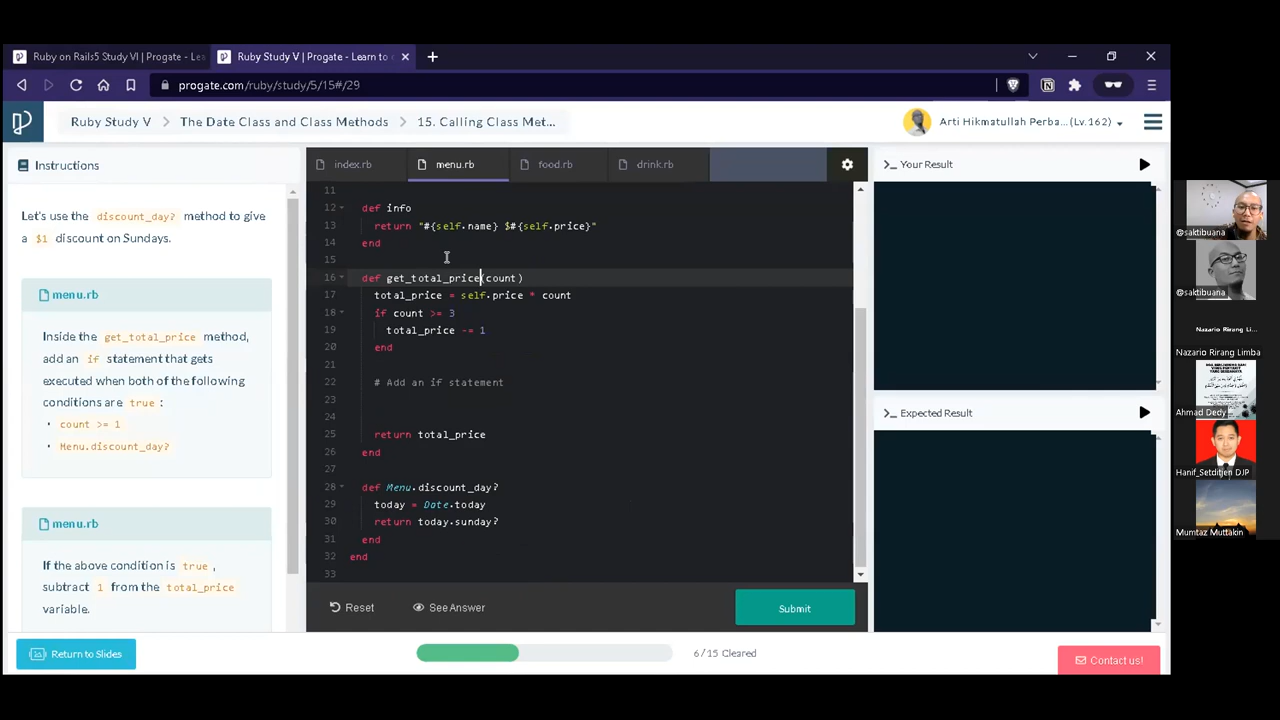 Ruby on Rails5 Study VI | Progate - Le
Ruby Study V | Progate - Learn to
progate.com/ruby/study/5/15#/29
Ruby Study V > The Date Class and Class Methods > 15. Calling Class Met...
Arti Hikmatullah Perba...(Lv.162)
Instructions
Let's use the discount_day? method to give
a $1 discount on Sundays.
menu.rb
Inside the get_total_price method,
add an if statement that gets
executed when both of the following
conditions are true :
• count >= 1
• Menu.discount_day?
menu.rb
If the above condition is true ,
subtract 1 from the total_price
variable.
Return to Slides
index.rb
menu.rb
food.rb
drink.rb
11
12 def info
13 return "#{self.name} $#{self.price}"
14 end
15
16 def get_total_price(count)
17 total_price = self.price * count
18 if count >= 3
19 total_price -= 1
20 end
21
22 # Add an if statement
23
24
25 return total_price
26 end
27
28 def Menu.discount_day?
29 today = Date.today
30 return today.sunday?
31 end
32 end
33
Reset
See Answer
Submit
6/15 Cleared
Your Result
Expected Result
Contact us!
@saktibuana
@saktibuana
Nazario Rirang Li...
Nazario Rirang Limba
Ahmad Dedy
Hanif_Setditjen DJP
Mumtaz Muttakin